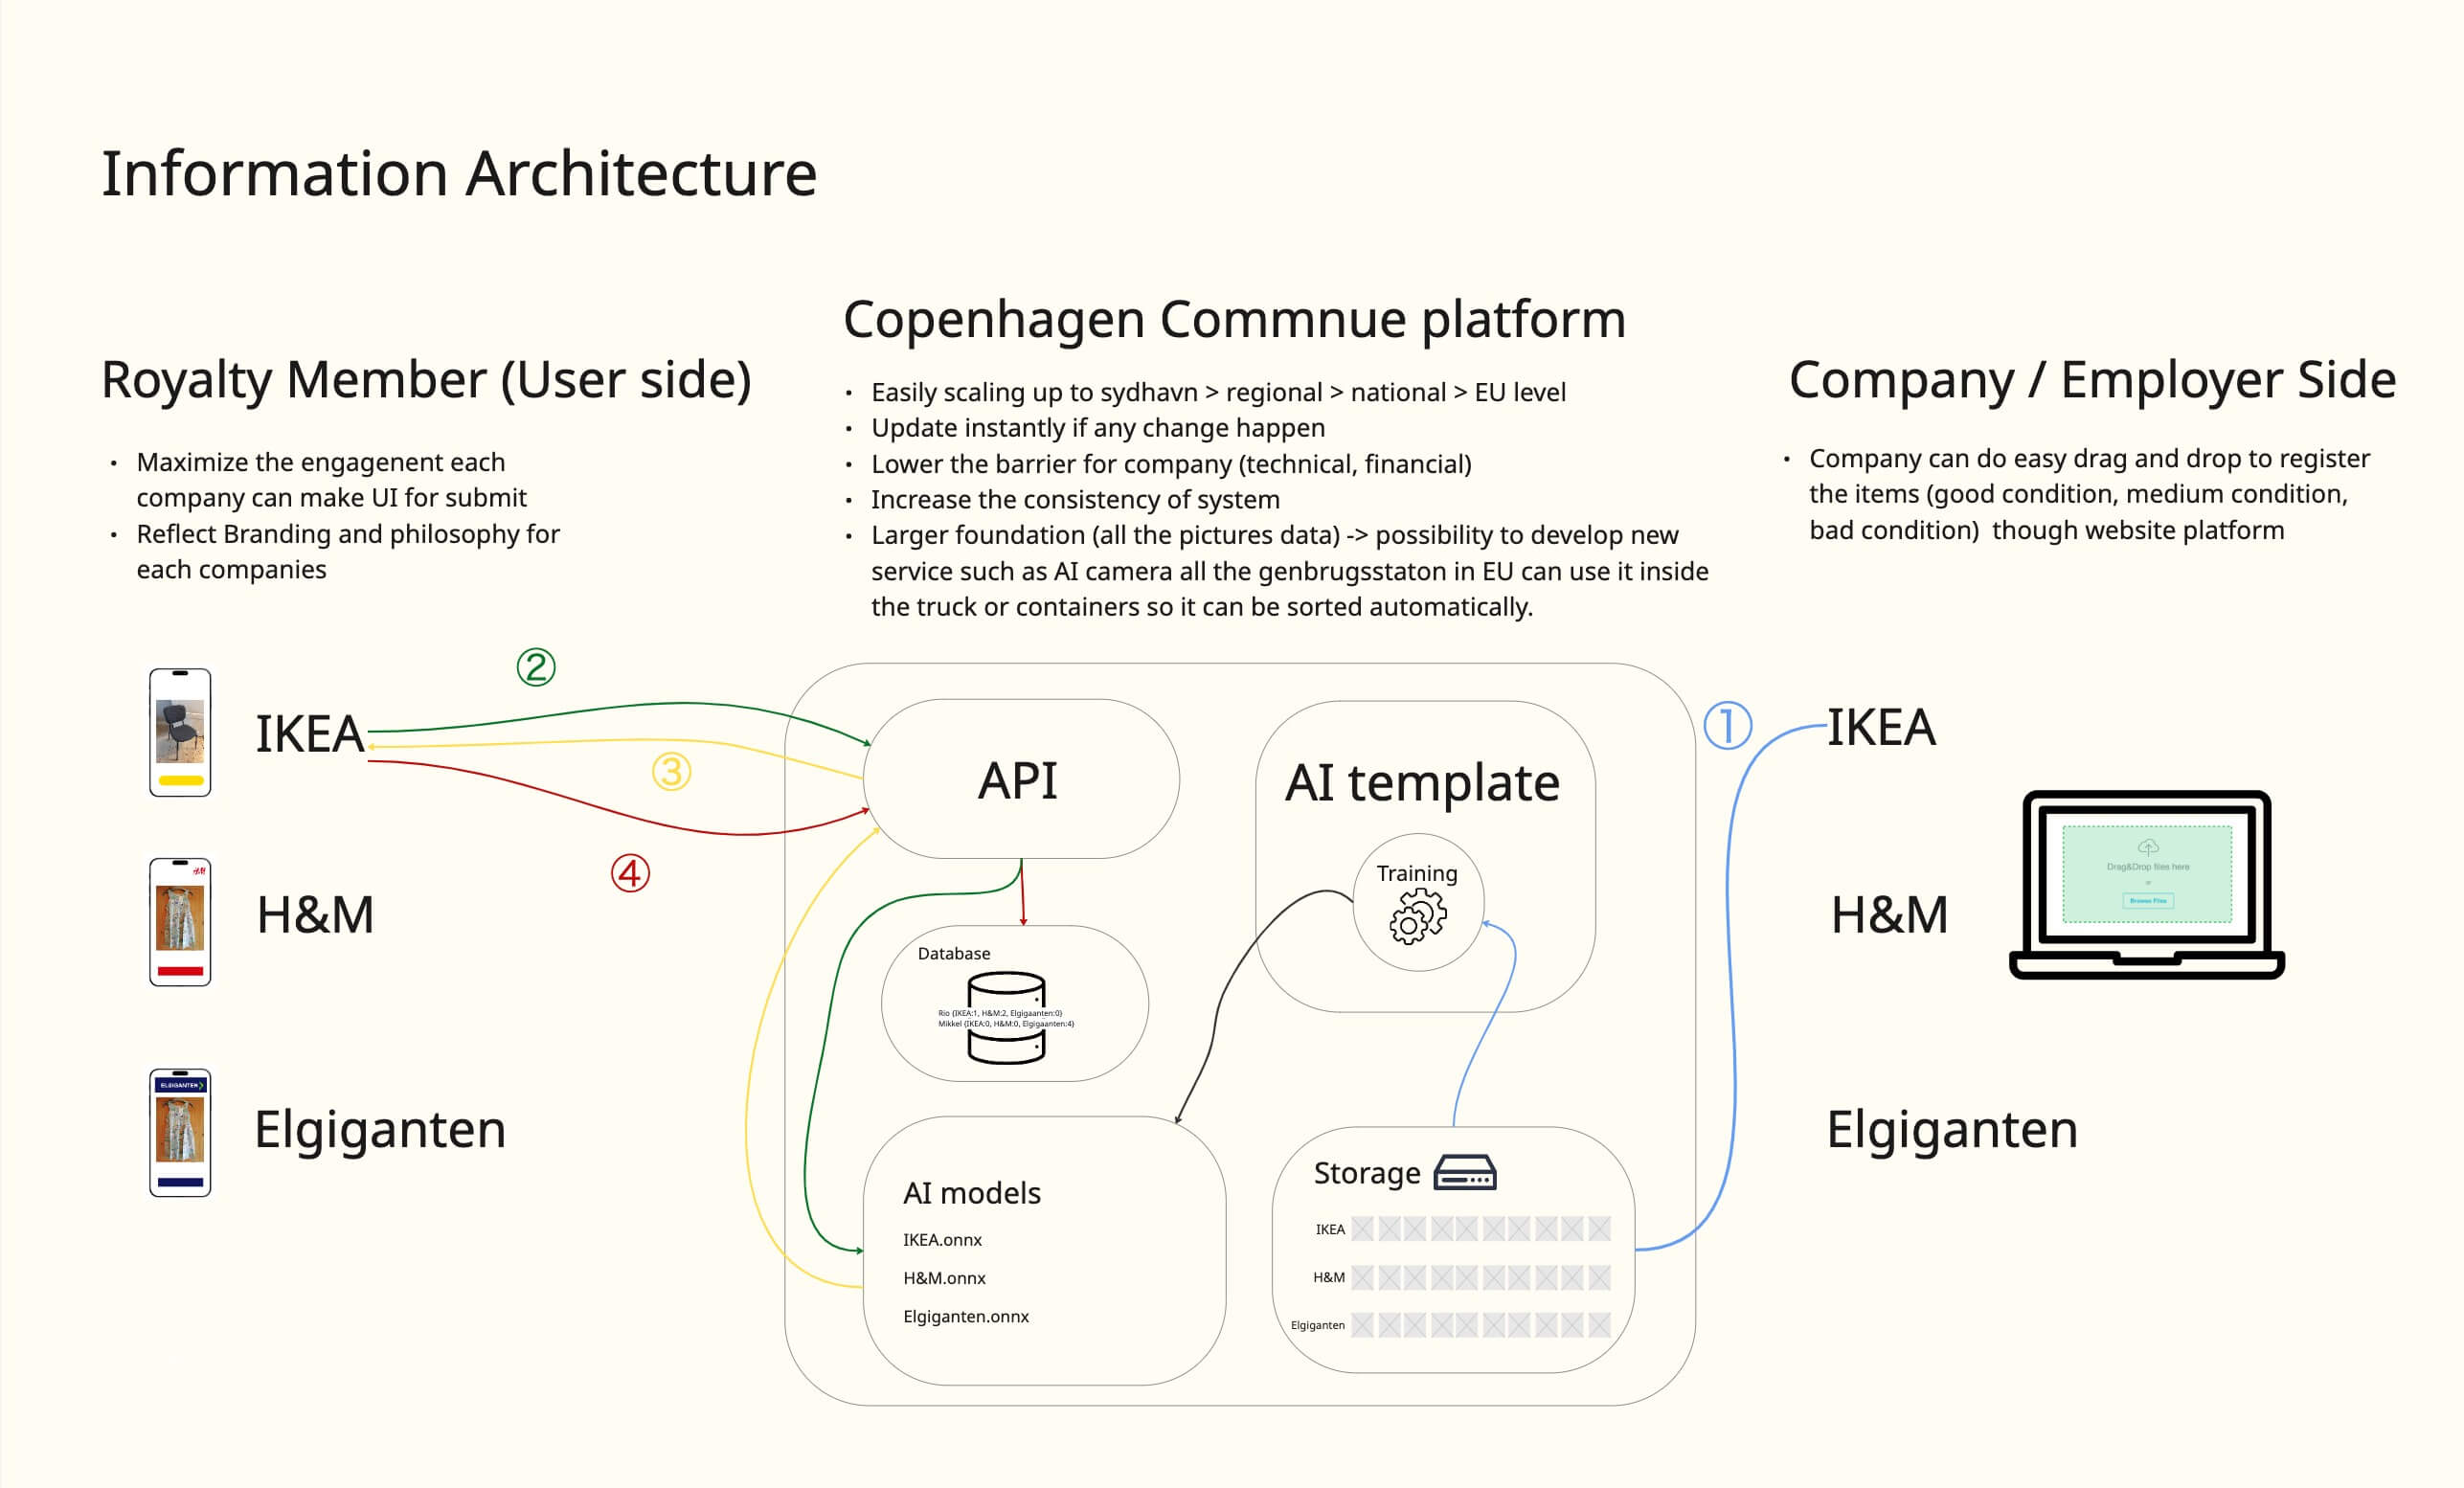 Information Architecture
Royalty Member (User side)
• Maximize the engagenent each
company can make UI for submit
• Reflect Branding and philosophy for
each companies
Copenhagen Commnue platform
• Easily scaling up to sydhavn > regional > national > EU level
• Update instantly if any change happen
• Lower the barrier for company (technical, financial)
• Increase the consistency of system
• Larger foundation (all the pictures data) -> possibility to develop new
service such as AI camera all the genbrugsstaton in EU can use it inside
the truck or containers so it can be sorted automatically.
Company / Employer Side
• Company can do easy drag and drop to register
the items (good condition, medium condition,
bad condition)  though website platform
②
③
④
①
IKEA
H&M
H&M
ELGIGANTEN
Elgiganten
API
Database
Rio {IKEA:1, H&M:2, Elgigaanten:0}
Mikkel {IKEA:0, H&M:0, Elgigaanten:4}
AI models
IKEA.onnx
H&M.onnx
Elgiganten.onnx
AI template
Training
Storage
IKEA
H&M
Elgiganten
IKEA
H&M
Elgiganten
Drag&Drop files here
or
Browse Files